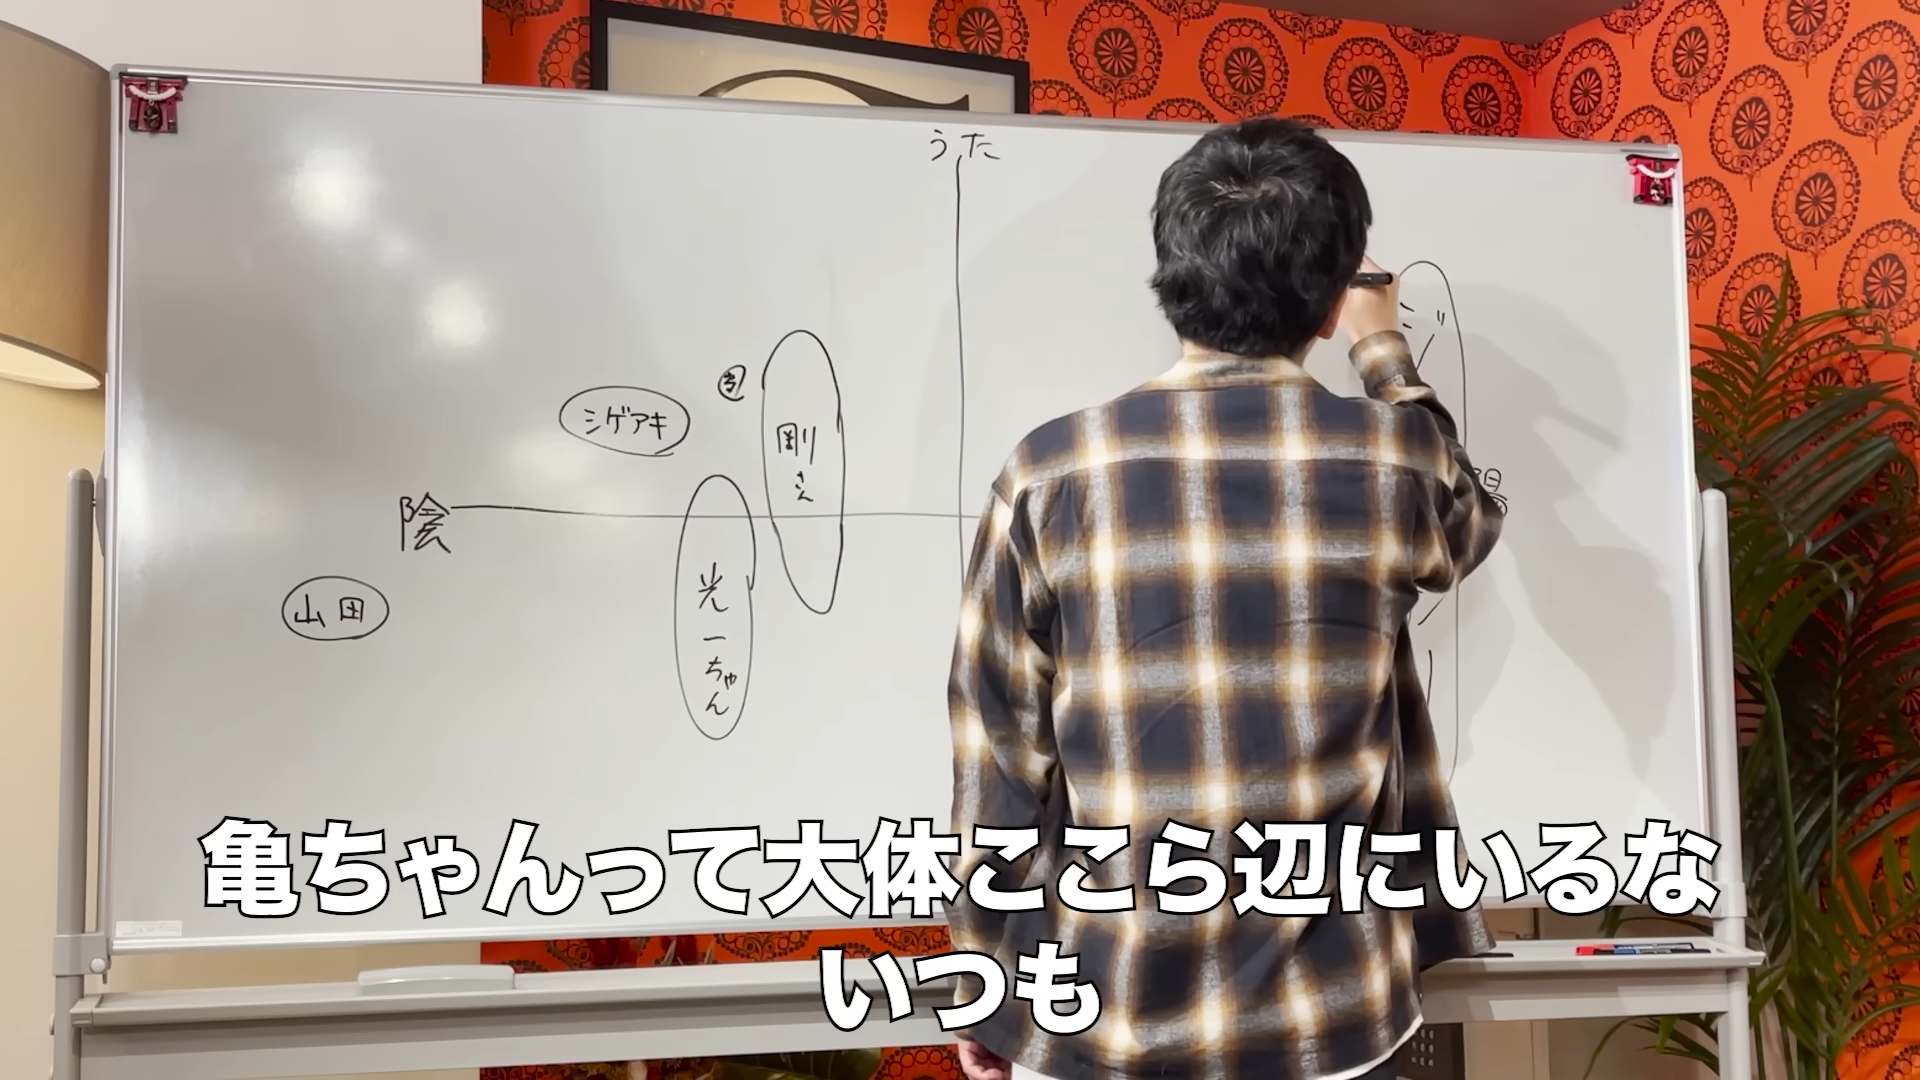 うた
シゲアキ
剛さん
陰
陽
光一ちゃん
山田
亀ちゃんって大体ここら辺にいるな
いつも